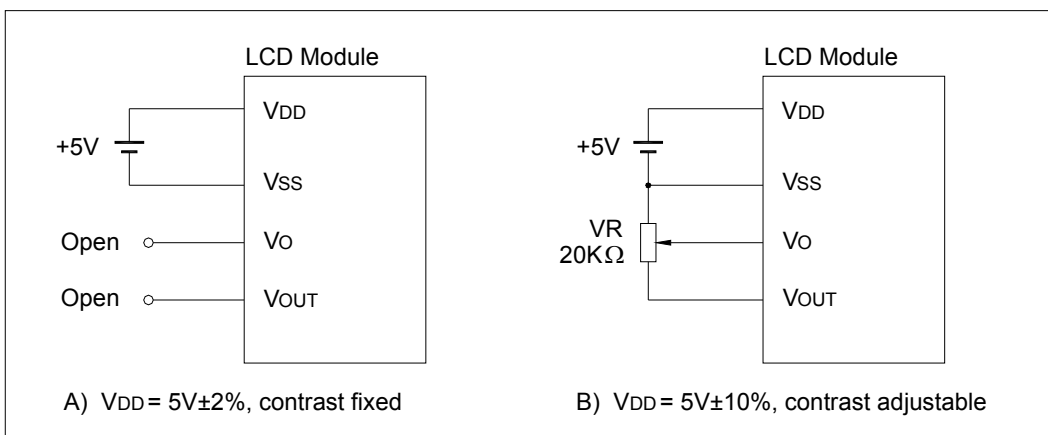 LCD Module
VDD
+5V
VSS
Open
VO
Open
VOUT
A) VDD = 5V±2%, contrast fixed
LCD Module
VDD
+5V
VSS
VR
20KΩ
VO
VOUT
B) VDD = 5V±10%, contrast adjustable